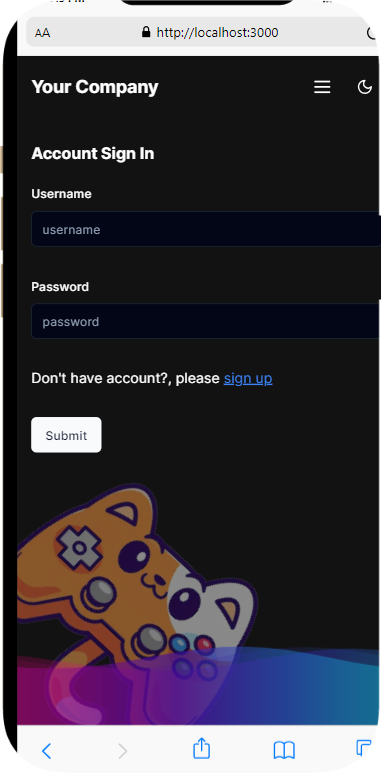 AA http://localhost:3000
Your Company
Account Sign In
Username
username
Password
password
Don't have account?, please sign up
Submit